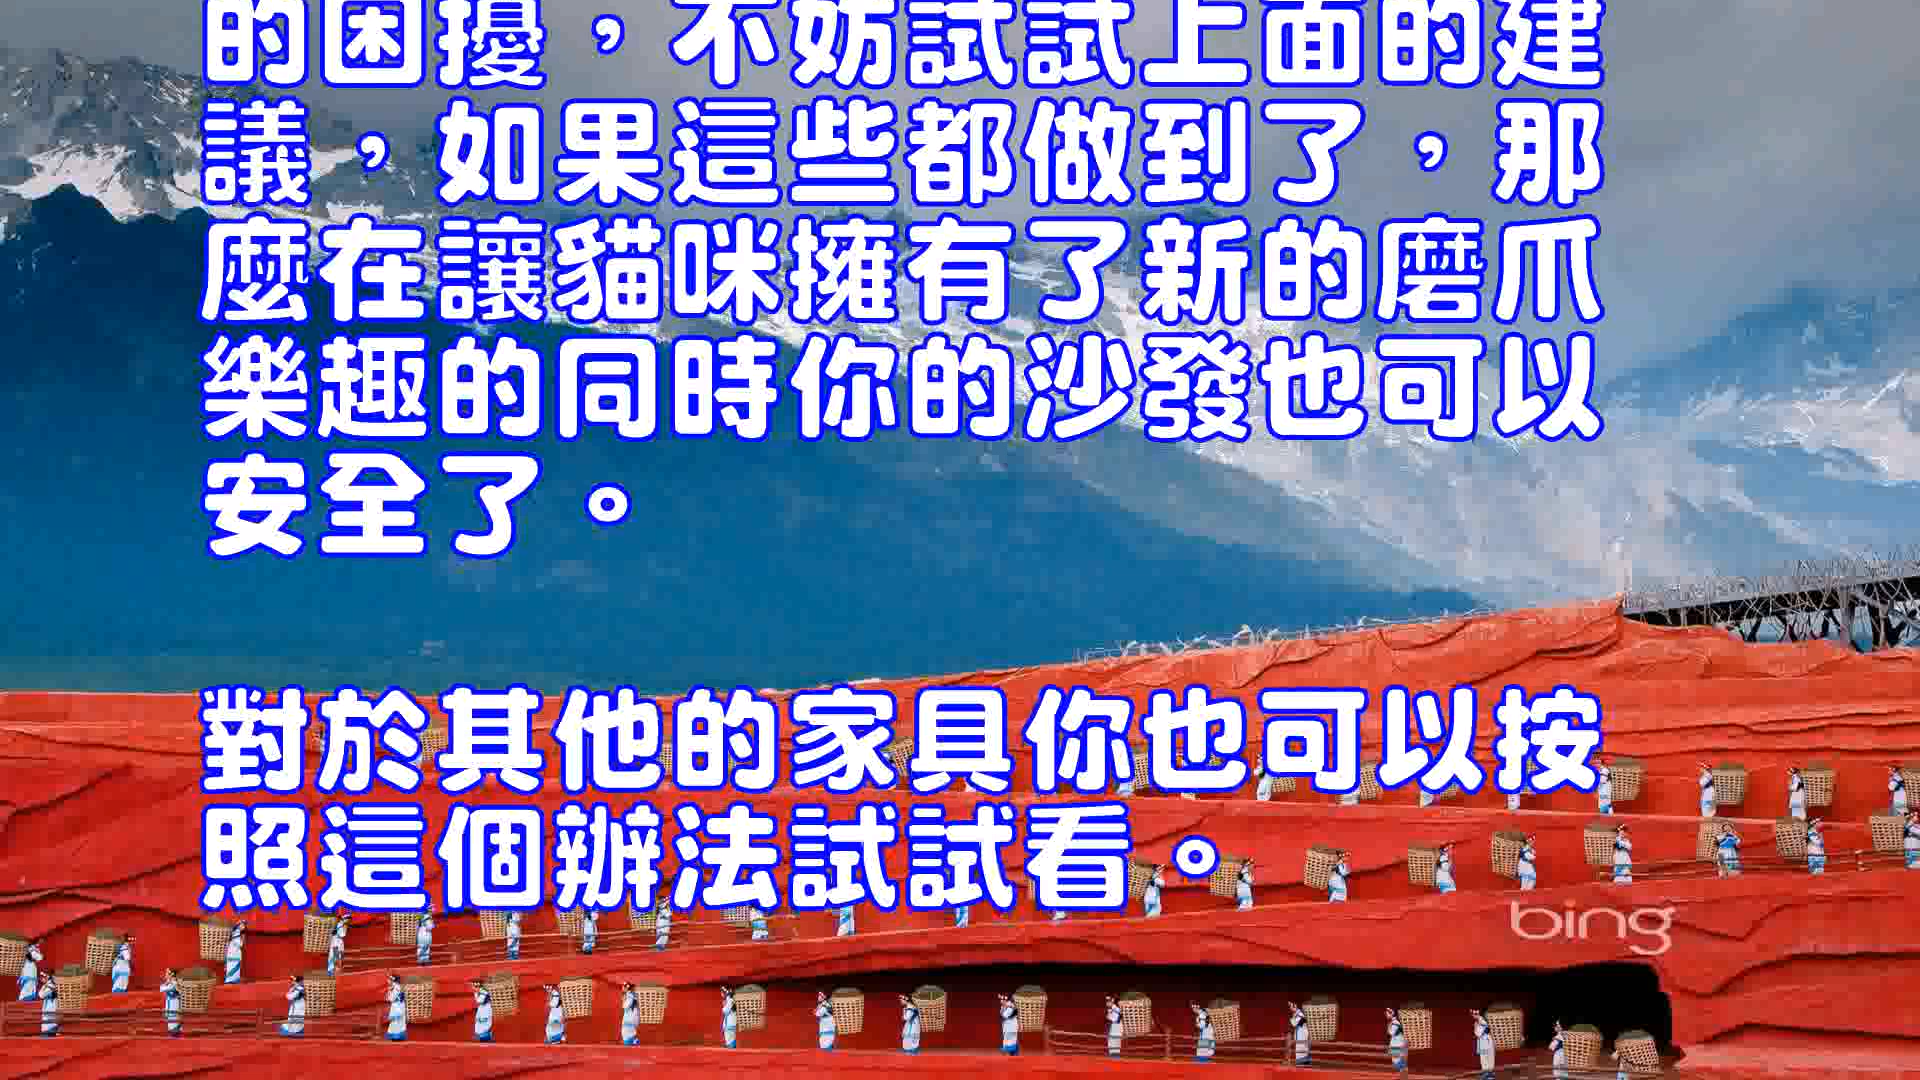 的困擾，不妨試試上面的建
議，如果這些都做到了，那
麼在讓貓咪擁有了新的磨爪
樂趣的同時你的沙發也可以
安全了。
對於其他的家具你也可以按
照這個辦法試試看。
bing